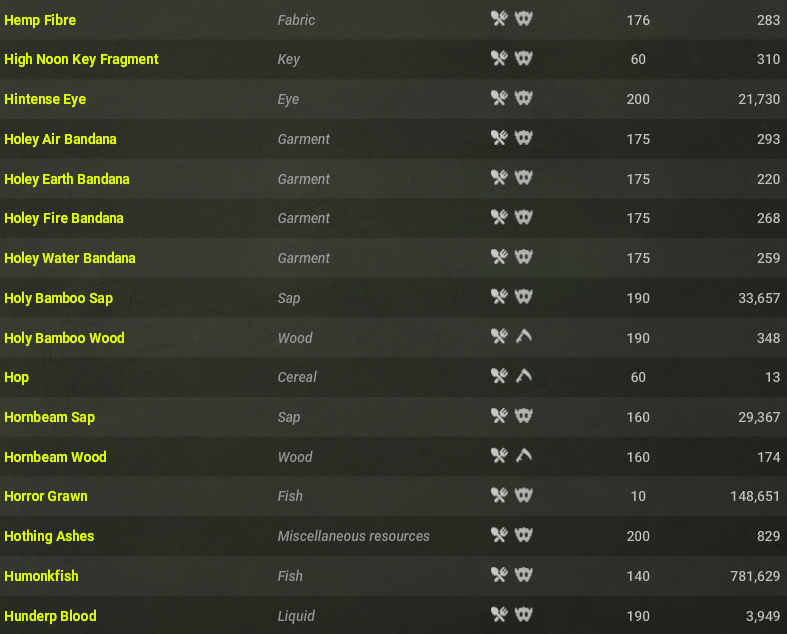 Hemp Fibre Fabric 176 283
High Noon Key Fragment Key 60 310
Hintense Eye Eye 200 21,730
Holey Air Bandana Garment 175 293
Holey Earth Bandana Garment 175 220
Holey Fire Bandana Garment 175 268
Holey Water Bandana Garment 175 259
Holy Bamboo Sap Sap 190 33,657
Holy Bamboo Wood Wood 190 348
Hop Cereal 60 13
Hornbeam Sap Sap 160 29,367
Hornbeam Wood Wood 160 174
Horror Grawn Fish 10 148,651
Hothing Ashes Miscellaneous resources 200 829
Humonkfish Fish 140 781,629
Hunderp Blood Liquid 190 3,949